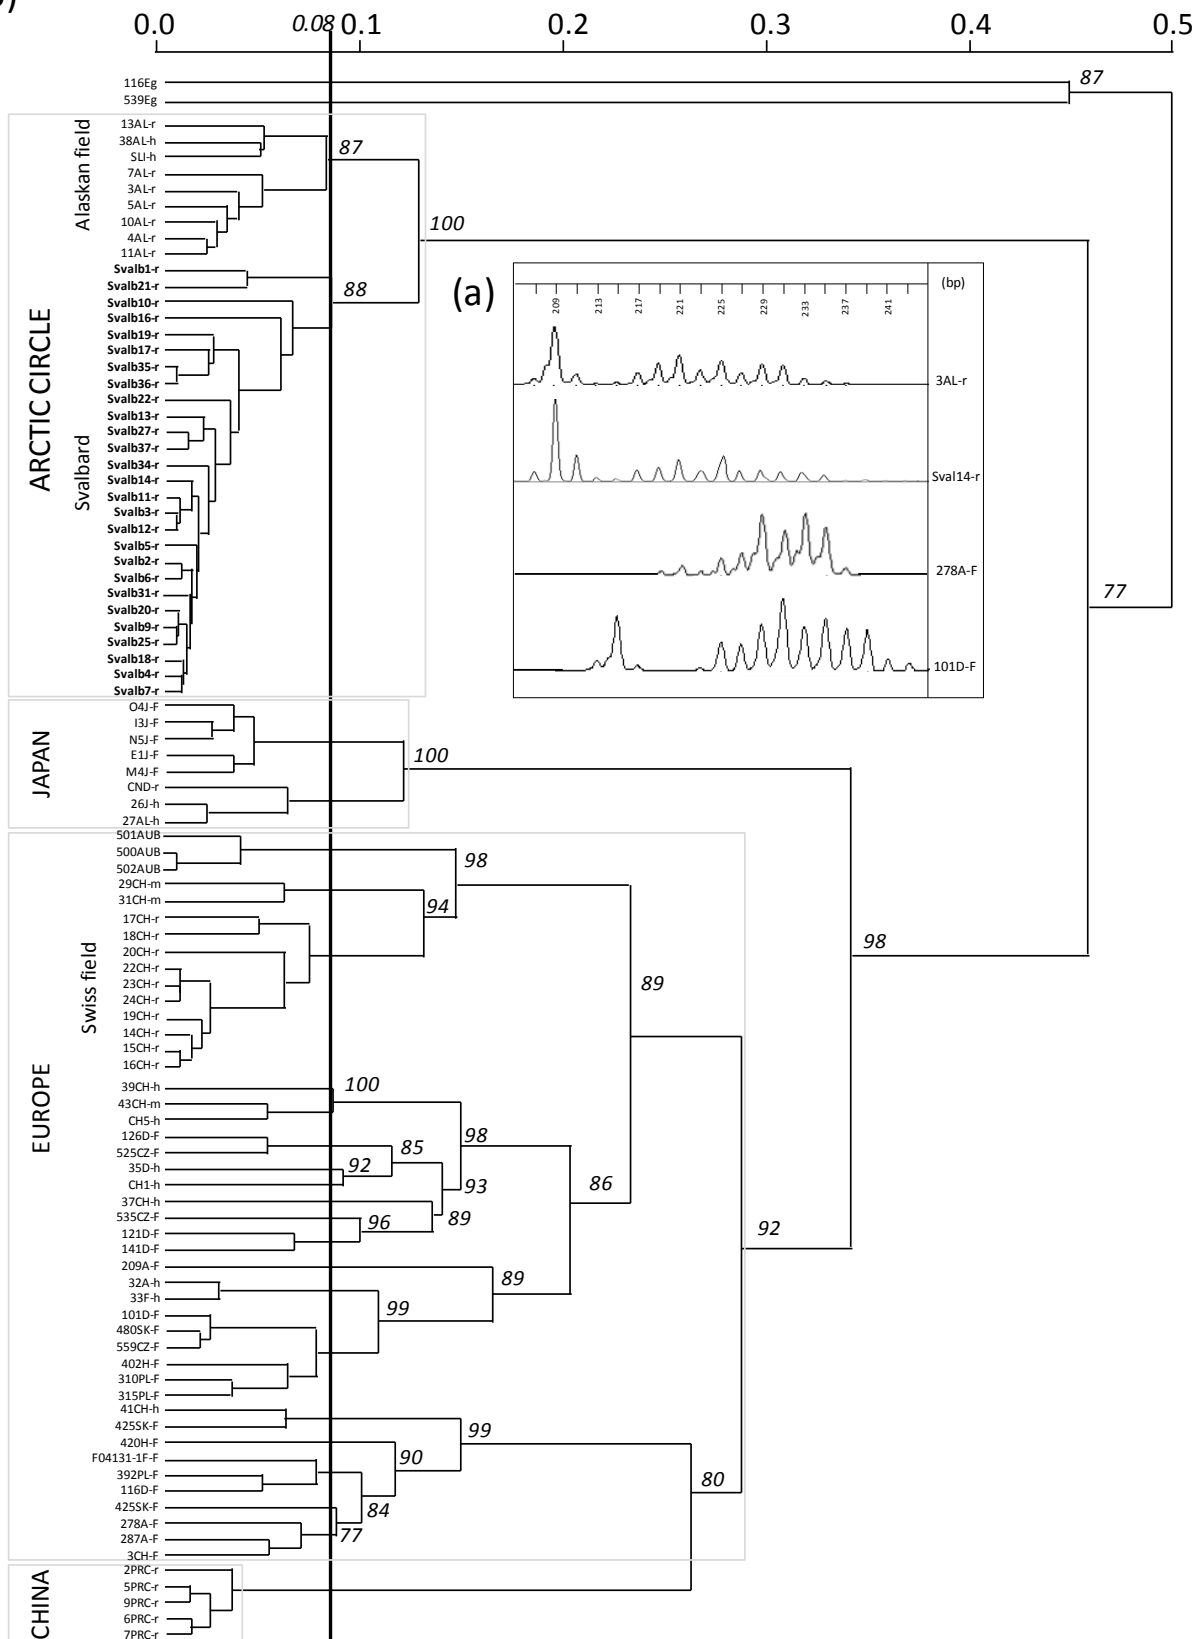 )
0.0 0.08 0.1 0.2 0.3 0.4 0.5
116Eg
539Eg
87
ARCTIC CIRCLE
Alaskan field
13AL-r
38AL-h
SLI-h
7AL-r
3AL-r
5AL-r
10AL-r
4AL-r
11AL-r
87
100
88
Svalbard
Svalb1-r
Svalb21-r
Svalb10-r
Svalb16-r
Svalb19-r
Svalb17-r
Svalb35-r
Svalb36-r
Svalb22-r
Svalb13-r
Svalb27-r
Svalb37-r
Svalb34-r
Svalb14-r
Svalb11-r
Svalb3-r
Svalb12-r
Svalb5-r
Svalb2-r
Svalb6-r
Svalb31-r
Svalb20-r
Svalb9-r
Svalb25-r
Svalb18-r
Svalb4-r
Svalb7-r
(a)
209 213 217 221 225 229 233 237 241 (bp)
3AL-r
Sval14-r
278A-F
101D-F
77
JAPAN
O4J-F
I3J-F
N5J-F
E1J-F
M4J-F
CND-r
26J-h
27AL-h
100
98
EUROPE
Swiss field
501AUB
500AUB
502AUB
29CH-m
31CH-m
17CH-r
18CH-r
20CH-r
22CH-r
23CH-r
24CH-r
19CH-r
14CH-r
15CH-r
16CH-r
98
94
89
39CH-h
43CH-m
CH5-h
126D-F
525CZ-F
35D-h
CH1-h
37CH-h
535CZ-F
121D-F
141D-F
100
98
85
92
93
89
96
86
92
209A-F
32A-h
33F-h
101D-F
480SK-F
559CZ-F
402H-F
310PL-F
315PL-F
89
99
41CH-h
425SK-F
420H-F
F04131-1F-F
392PL-F
116D-F
425SK-F
278A-F
287A-F
3CH-F
99
90
84
77
80
CHINA
2PRC-r
5PRC-r
9PRC-r
6PRC-r
7PRC-r